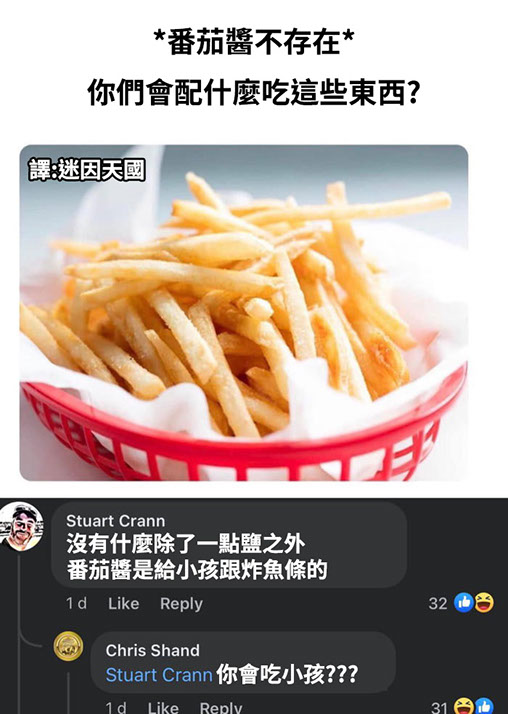 *番茄醬不存在*
你們會配什麼吃這些東西?
譯:迷因天國
Stuart Crann
沒有什麼除了一點鹽之外
番茄醬是給小孩跟炸魚條的
1 d Like Reply 32
Chris Shand
Stuart Crann 你會吃小孩???
1 d Like Reply 31